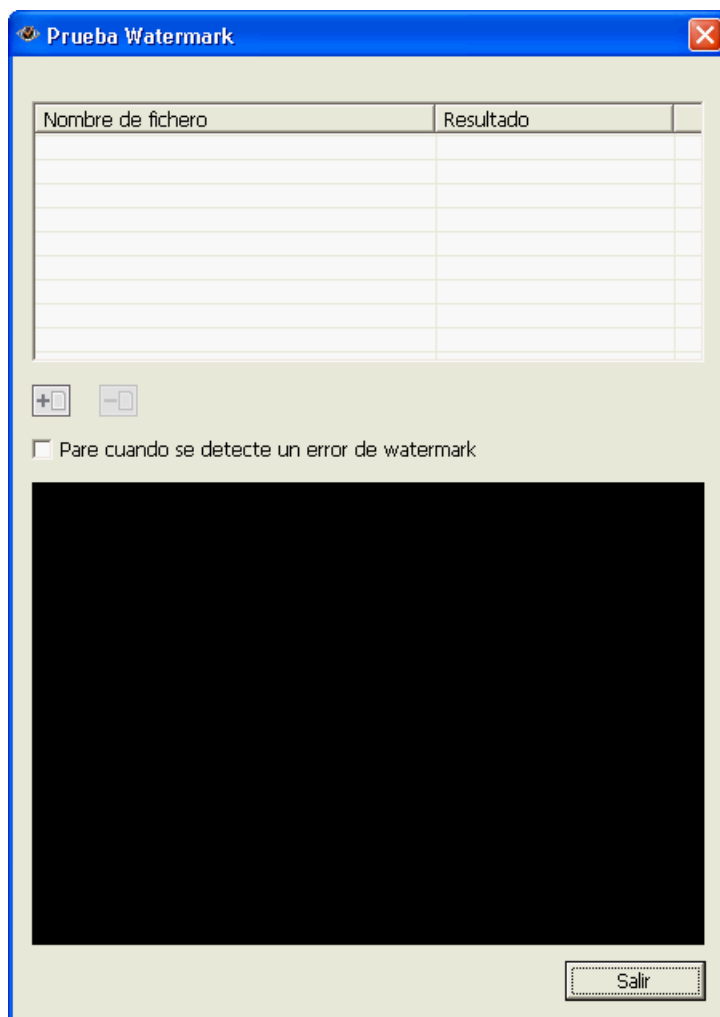 Prueba Watermark
Nombre de fichero Resultado
Pare cuando se detecte un error de watermark
Salir